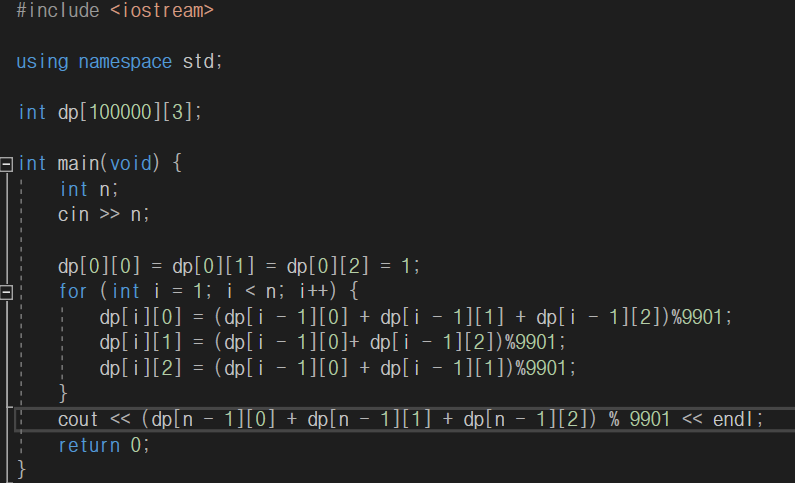 #include <iostream>
using namespace std;
int dp[100000][3];
int main(void) {
int n;
cin >> n;
dp[0][0] = dp[0][1] = dp[0][2] = 1;
for (int i = 1; i < n; i++) {
dp[i][0] = (dp[i - 1][0] + dp[i - 1][1] + dp[i - 1][2])%9901;
dp[i][1] = (dp[i - 1][0]+ dp[i - 1][2])%9901;
dp[i][2] = (dp[i - 1][0] + dp[i - 1][1])%9901;
}
cout << (dp[n - 1][0] + dp[n - 1][1] + dp[n - 1][2]) % 9901 << endl;
return 0;
}